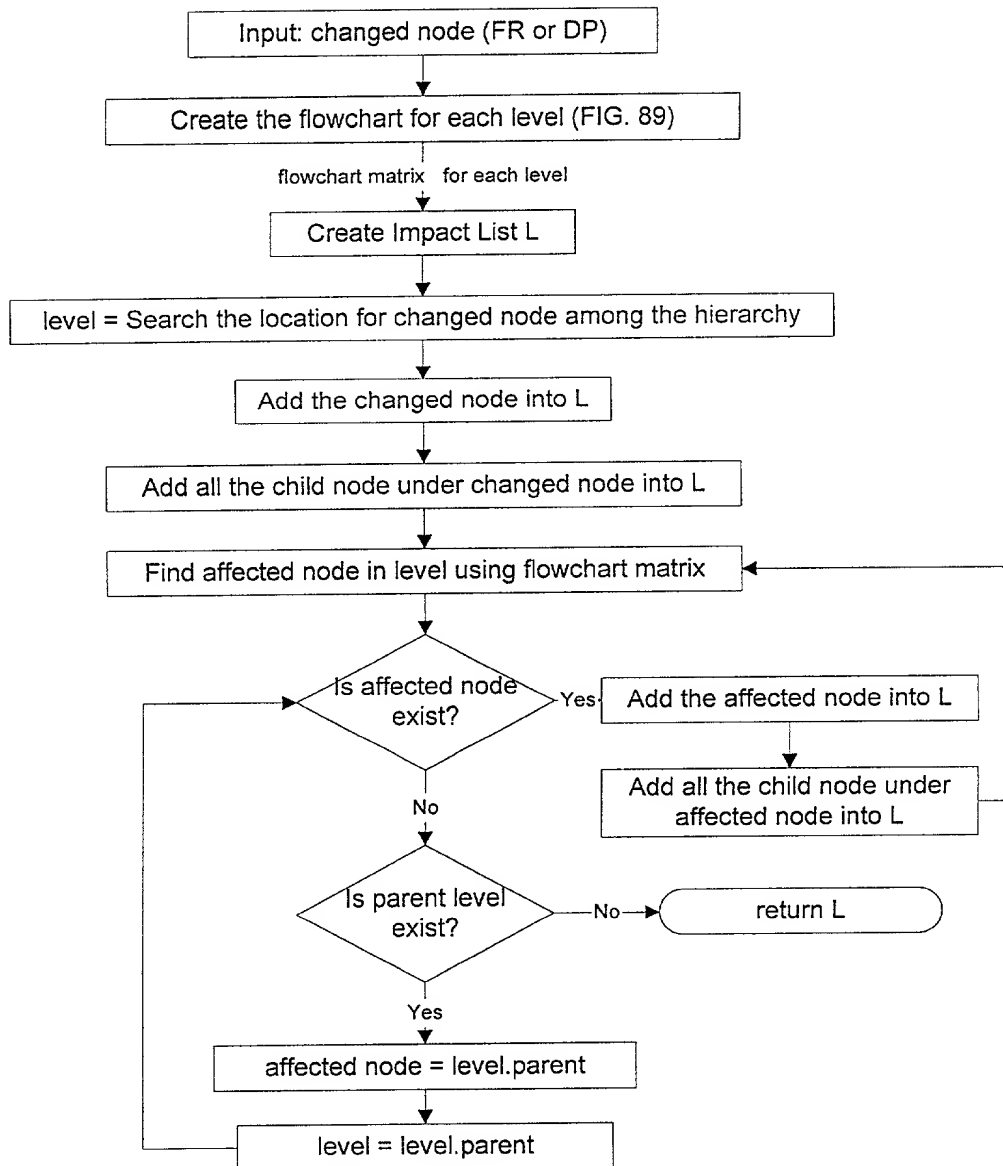 Input: changed node (FR or DP)
Create the flowchart for each level (FIG. 89)
flowchart matrix for each level
Create Impact List L
level = Search the location for changed node among the hierarchy
Add the changed node into L
Add all the child node under changed node into L
Find affected node in level using flowchart matrix
Is affected node
exist?
Yes
Add the affected node into L
Add all the child node under
affected node into L
No
Is parent level
exist?
No
return L
Yes
affected node = level.parent
level = level.parent